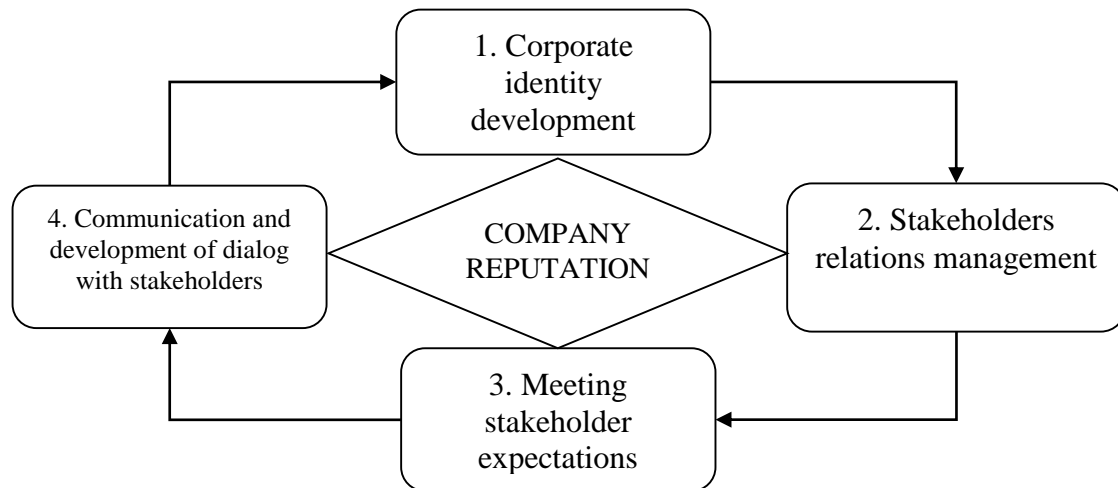 1. Corporate
identity
development
4. Communication and
development of dialog
with stakeholders
COMPANY
REPUTATION
2. Stakeholders
relations management
3. Meeting
stakeholder
expectations